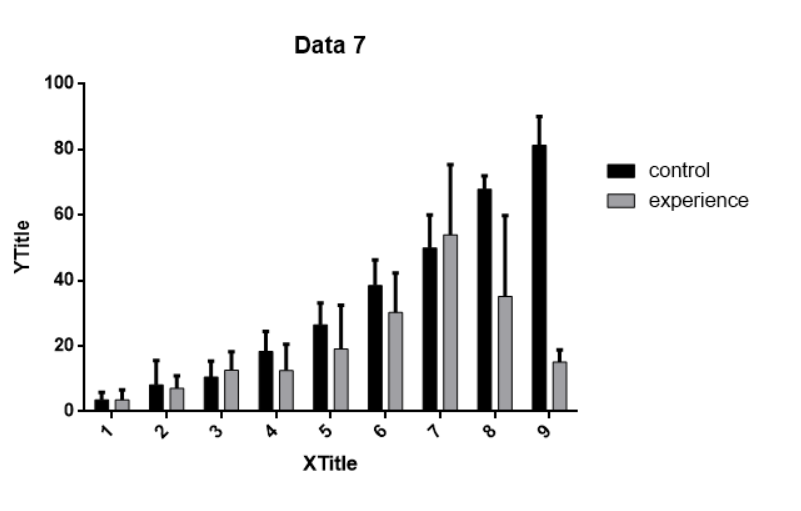 Data 7
100
80
60
40
20
0
YTitle
1 2 3 4 5 6 7 8 9
XTitle
control
experience